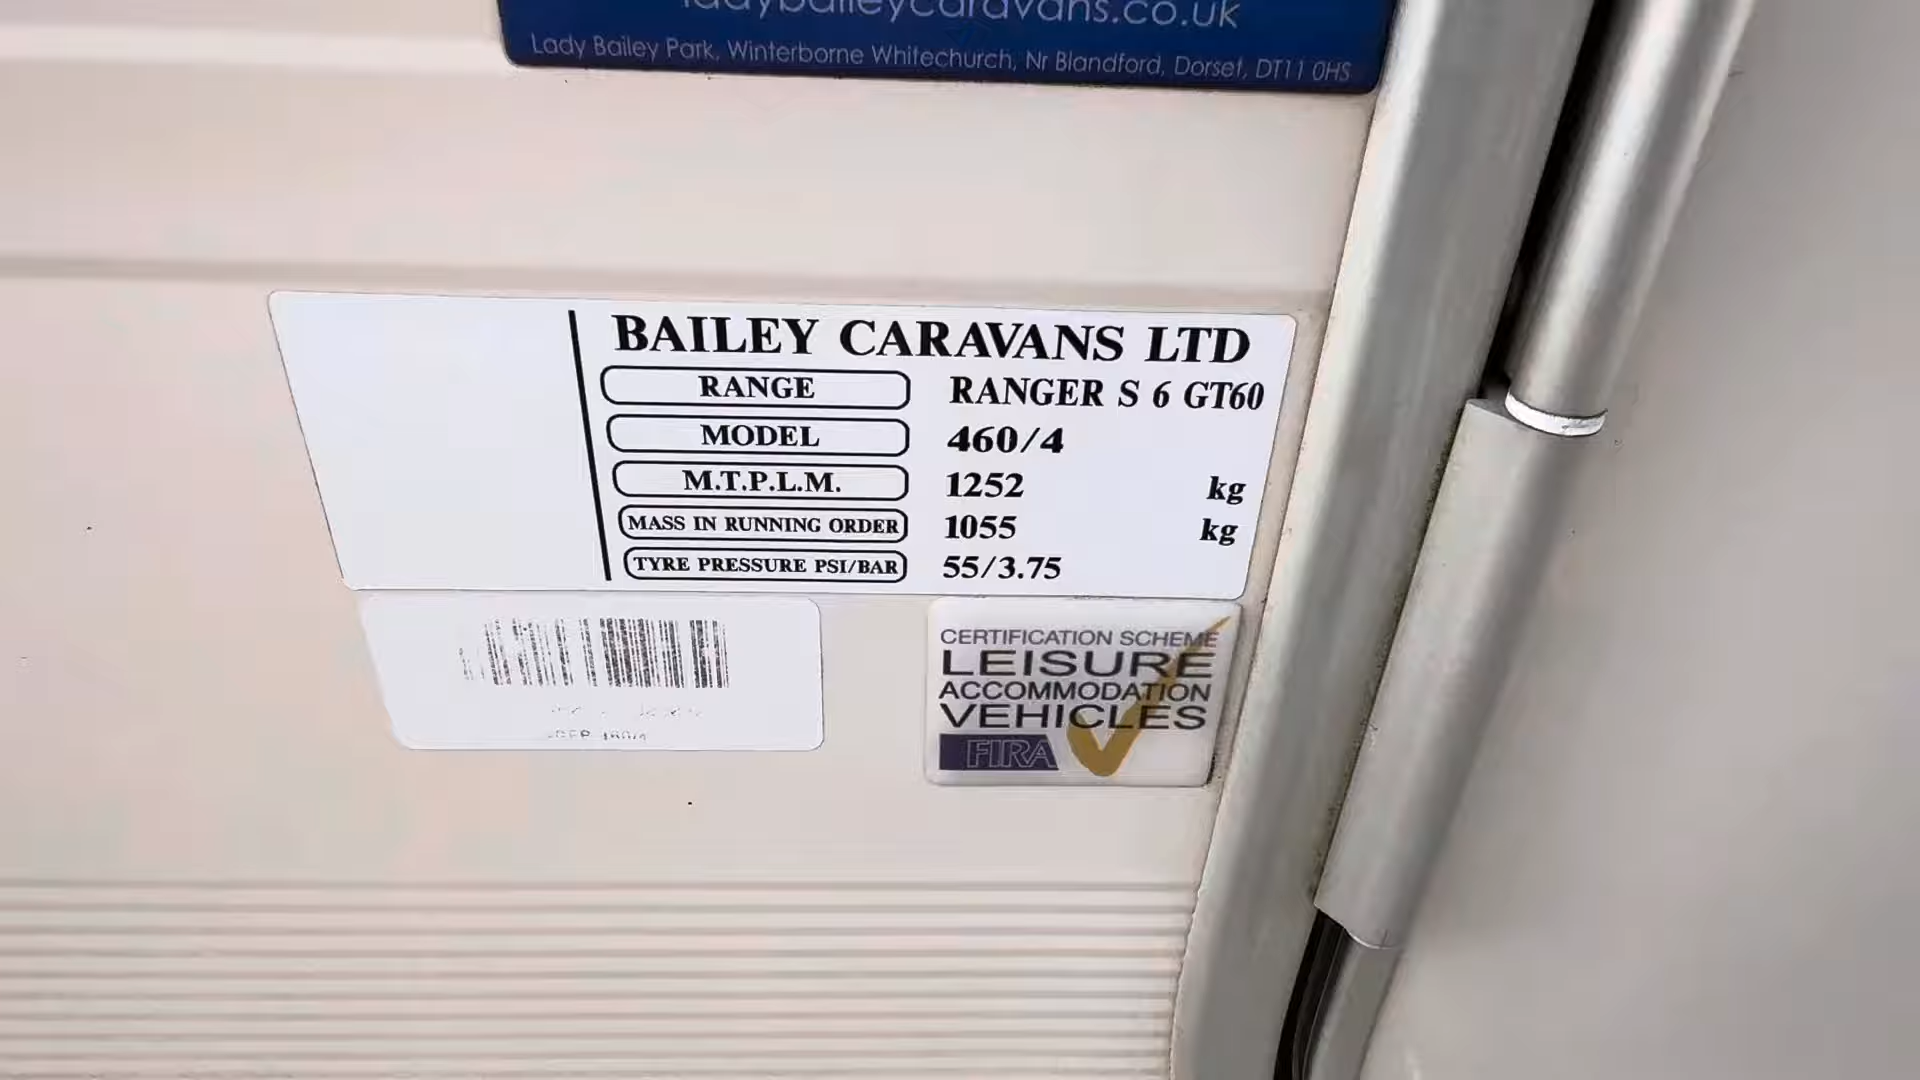 ladybaileycaravans.co.uk
Lady Bailey Park, Winterborne Whitechurch, Nr Blandford, Dorset, DT11 0HS
BAILEY CARAVANS LTD
RANGE RANGER S 6 GT60
MODEL 460/4
M.T.P.L.M. 1252 kg
MASS IN RUNNING ORDER 1055 kg
TYRE PRESSURE PSI/BAR 55/3.75
CERTIFICATION SCHEME
LEISURE
ACCOMMODATION
VEHICLES
FIRA